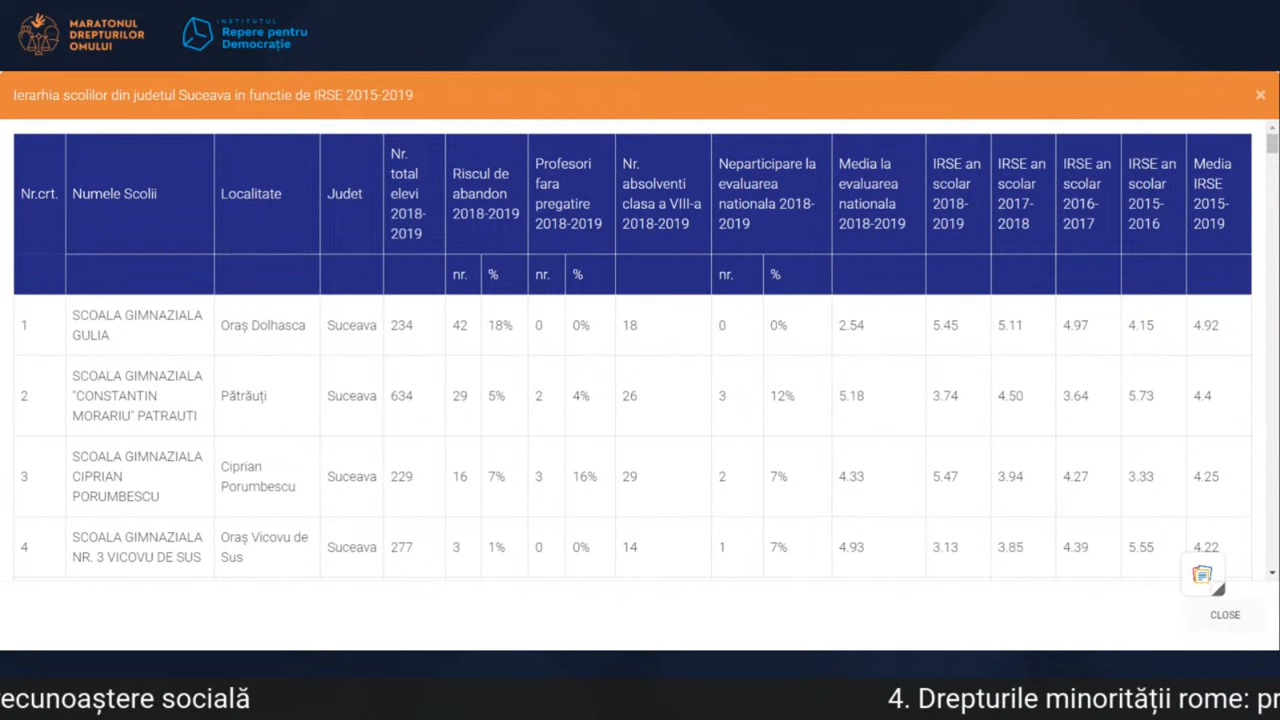 MARATONUL
DREPTURILOR
OMULUI
INSTITUTUL
Repere pentru
Democrație
Ierarhia scolilor din judetul Suceava in functie de IRSE 2015-2019
×
Nr.crt.
Numele Scolii
Localitate
Judet
Nr.
total
elevi
2018-
2019
Riscul de
abandon
2018-2019
Profesori
fara
pregatire
2018-2019
Nr.
absolventi
clasa a VIII-a
2018-2019
Neparticipare la
evaluarea
nationala 2018-
2019
Media la
evaluarea
nationala
2018-2019
IRSE an
scolar
2018-
2019
IRSE an
scolar
2017-
2018
IRSE an
scolar
2016-
2017
IRSE an
scolar
2015-
2016
Media
IRSE
2015-
2019
nr. % nr. % nr. %
1
SCOALA GIMNAZIALA
GULIA
Oraș Dolhasca
Suceava 234 42 18% 0 0% 18 0 0% 2.54 5.45 5.11 4.97 4.15 4.92
2
SCOALA GIMNAZIALA
"CONSTANTIN
MORARIU" PATRAUTI
Pătrăuți
Suceava 634 29 5% 2 4% 26 3 12% 5.18 3.74 4.50 3.64 5.73 4.4
3
SCOALA GIMNAZIALA
CIPRIAN
PORUMBESCU
Ciprian
Porumbescu
Suceava 229 16 7% 3 16% 29 2 7% 4.33 5.47 3.94 4.27 3.33 4.25
4
SCOALA GIMNAZIALA
NR. 3 VICOVU DE SUS
Oraș Vicovu de
Sus
Suceava 277 3 1% 0 0% 14 1 7% 4.93 3.13 3.85 4.39 5.55 4.22
CLOSE
ecunoaștere socială
4. Drepturile minorității rome: pr